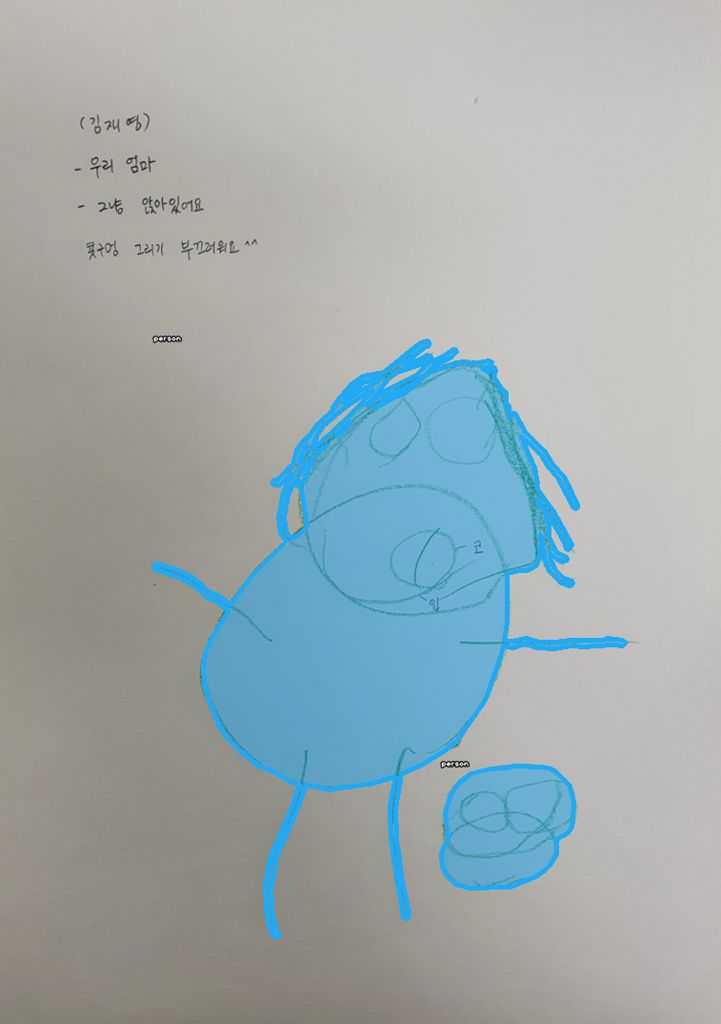 (김재영)
- 우리 엄마
- 그냥 앉아있어요
콧구멍 그리기 부끄러워요^^
person
코
입
person